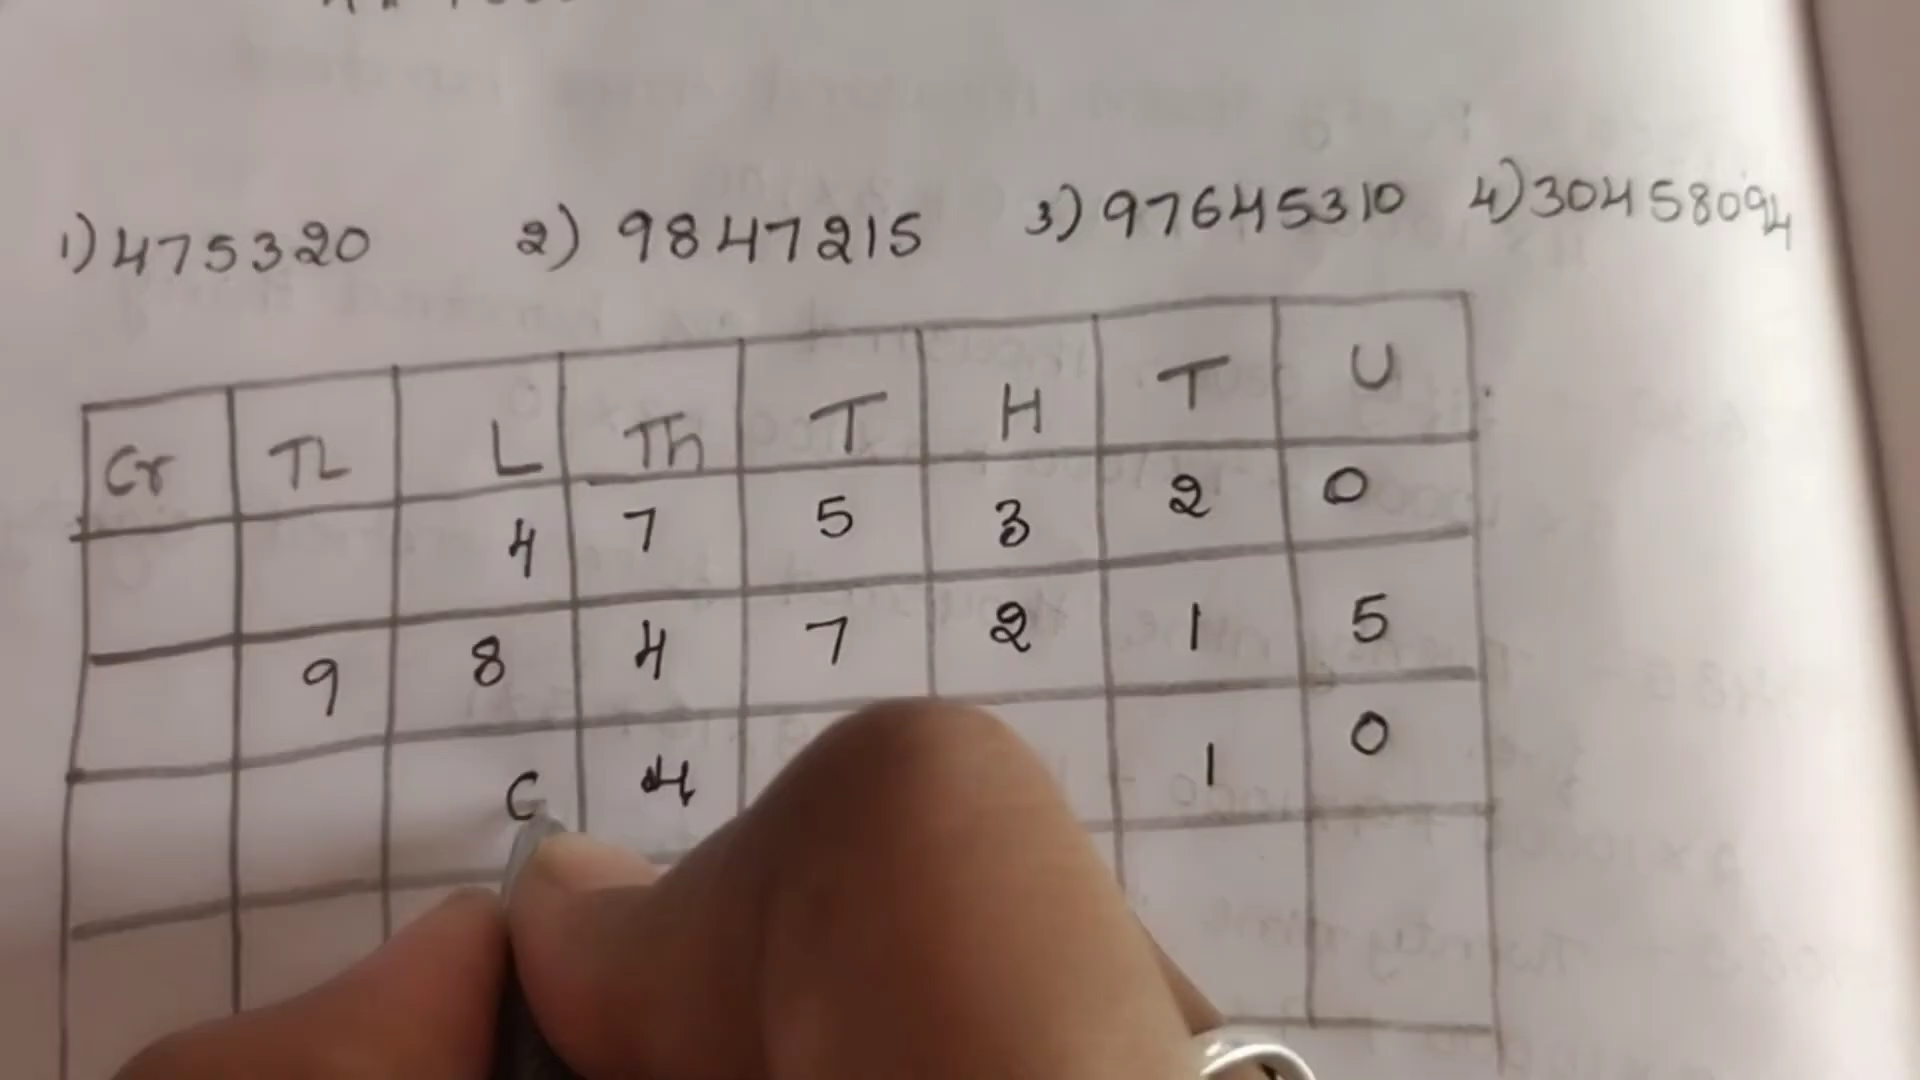 1) 475320 2) 9847215 3) 97645310 4) 30458094
Cr TL L Th T H T U
4 7 5 3 2 0
9 8 4 7 2 1 5
4 1 0